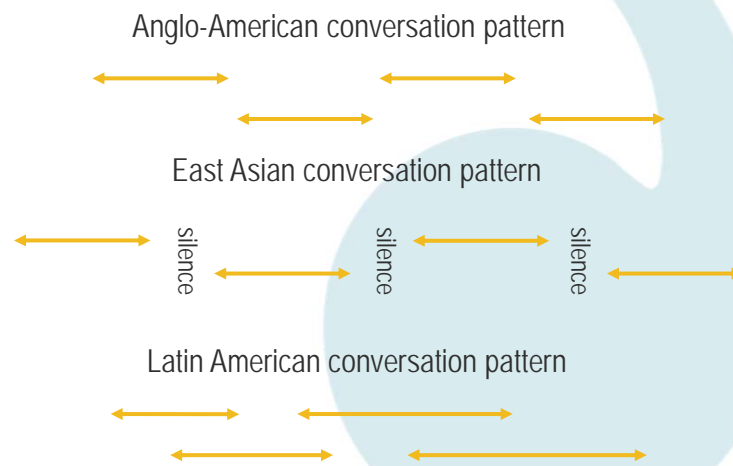 Anglo-American conversation pattern
East Asian conversation pattern
silence
silence
silence
Latin American conversation pattern